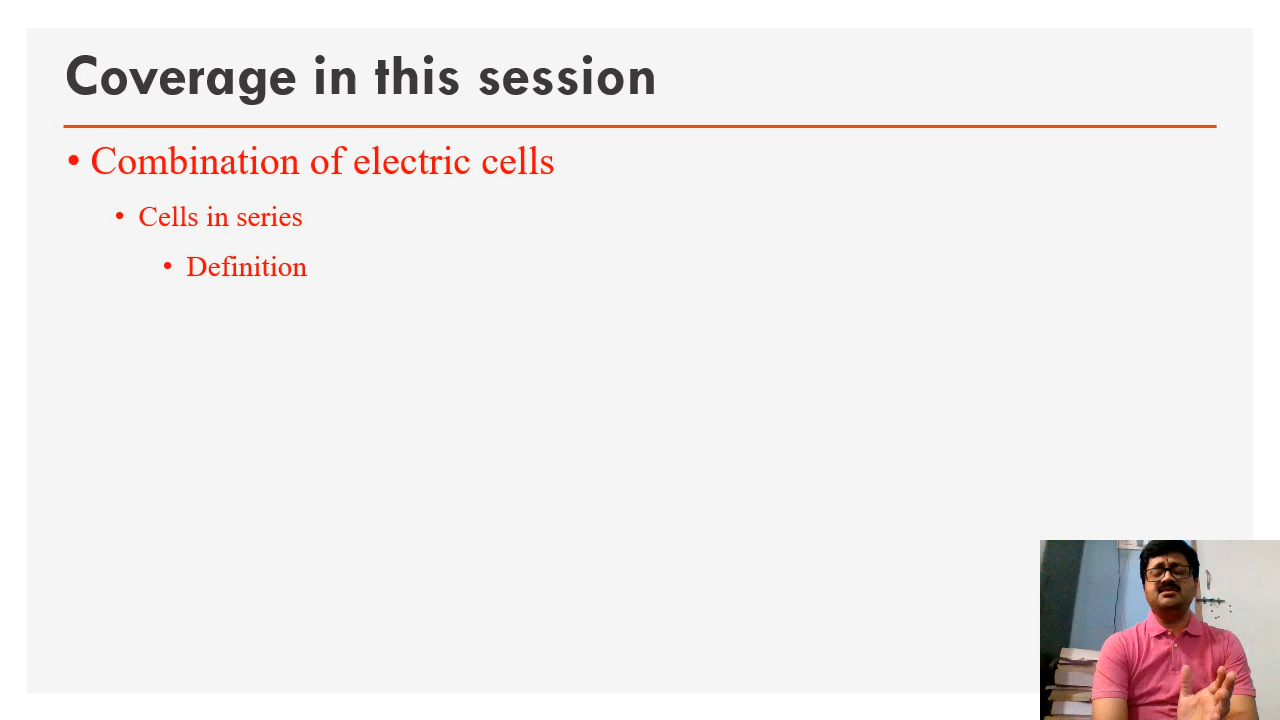 Coverage in this session
• Combination of electric cells
• Cells in series
• Definition